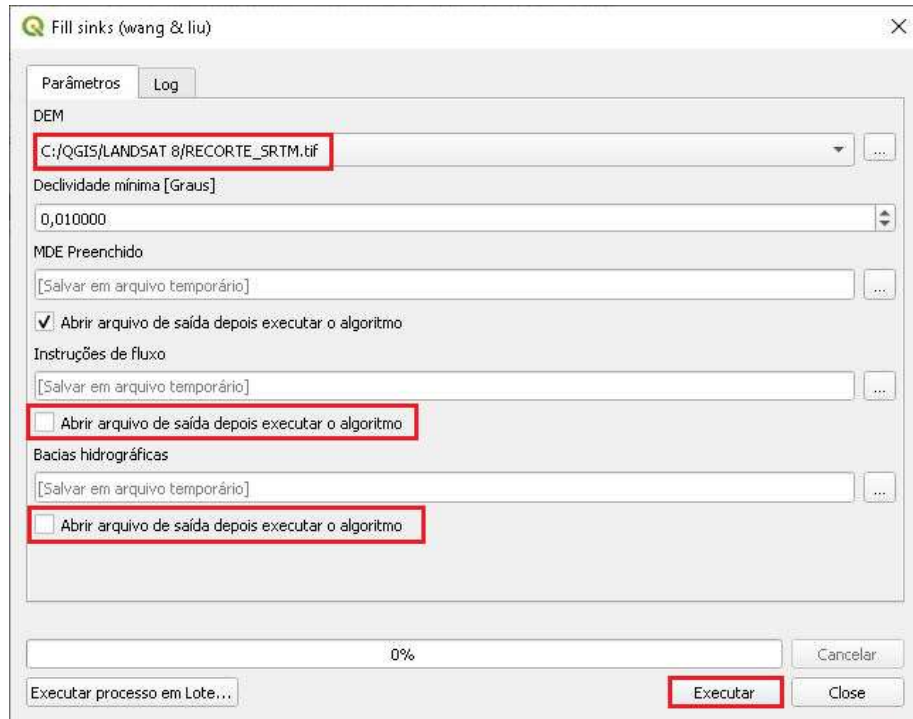 Fill sinks (wang & liu)
Parâmetros Log
DEM
C:/QGIS/LANDSAT 8/RECORTE_SRTM.tif ...
Declividade mínima [Graus]
0,010000
MDE Preenchido
[Salvar em arquivo temporário] ...
Abrir arquivo de saída depois executar o algoritmo
Instruções de fluxo
[Salvar em arquivo temporário] ...
Abrir arquivo de saída depois executar o algoritmo
Bacias hidrográficas
[Salvar em arquivo temporário] ...
Abrir arquivo de saída depois executar o algoritmo
0% Cancelar
Executar processo em Lote... Executar Close